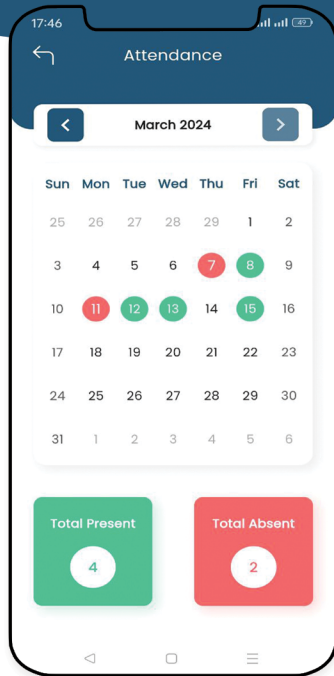 17:46 49
Attendance
< March 2024 >
Sun Mon Tue Wed Thu Fri Sat
25 26 27 28 29 1 2
3 4 5 6 7 8 9
10 11 12 13 14 15 16
17 18 19 20 21 22 23
24 25 26 27 28 29 30
31 1 2 3 4 5 6
Total Present Total Absent
4 2